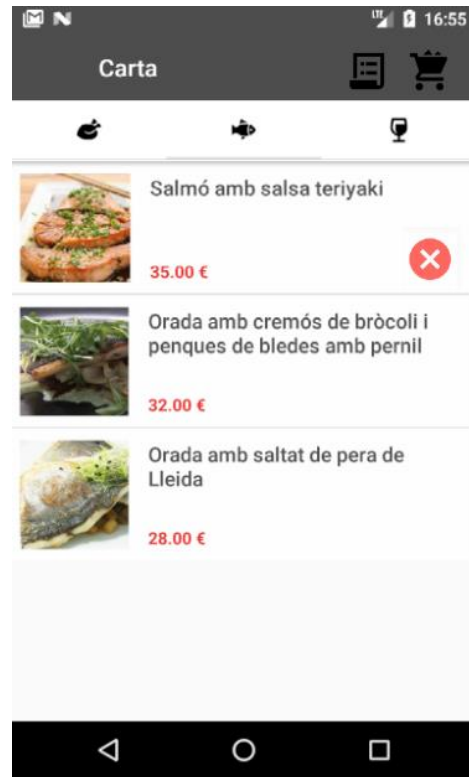 LTE 16:55
Carta
Salmó amb salsa teriyaki
35.00 €
Orada amb cremós de bròcoli i
penques de bledes amb pernil
32.00 €
Orada amb saltat de pera de
Lleida
28.00 €